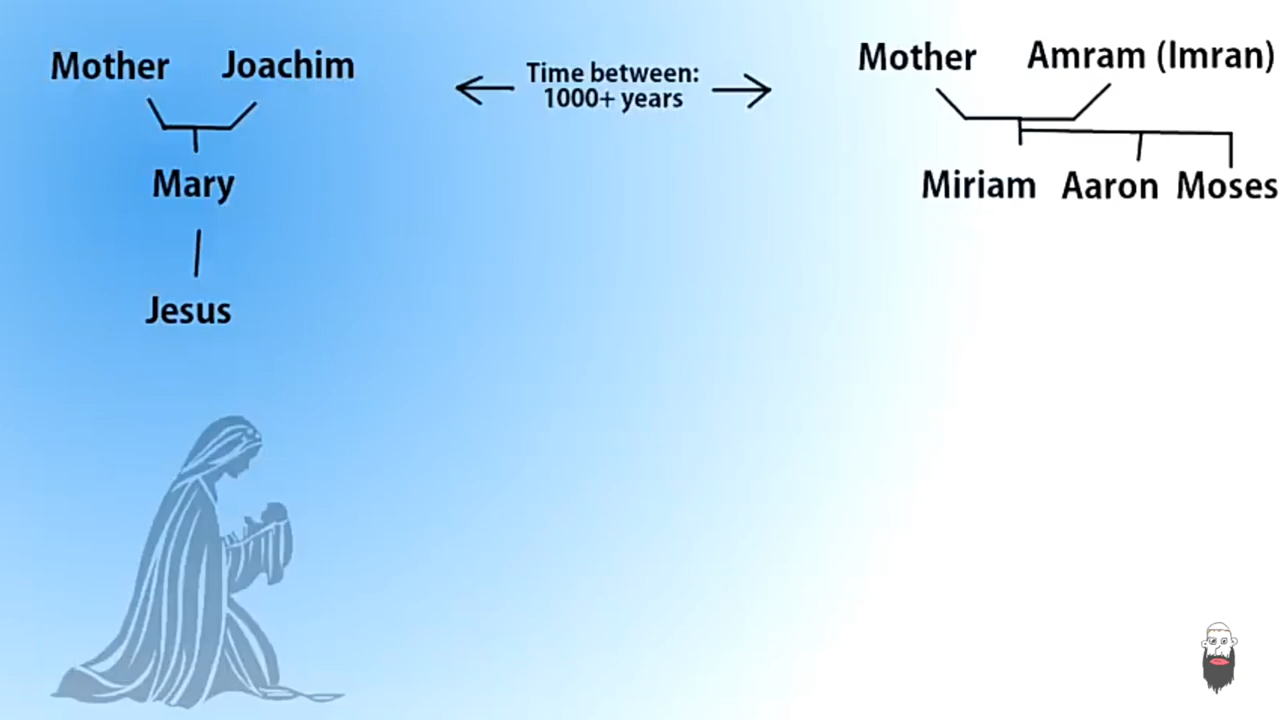 Mother Joachim
Time between:
1000+ years
Mother Amram (Imran)
Mary
Miriam Aaron Moses
Jesus